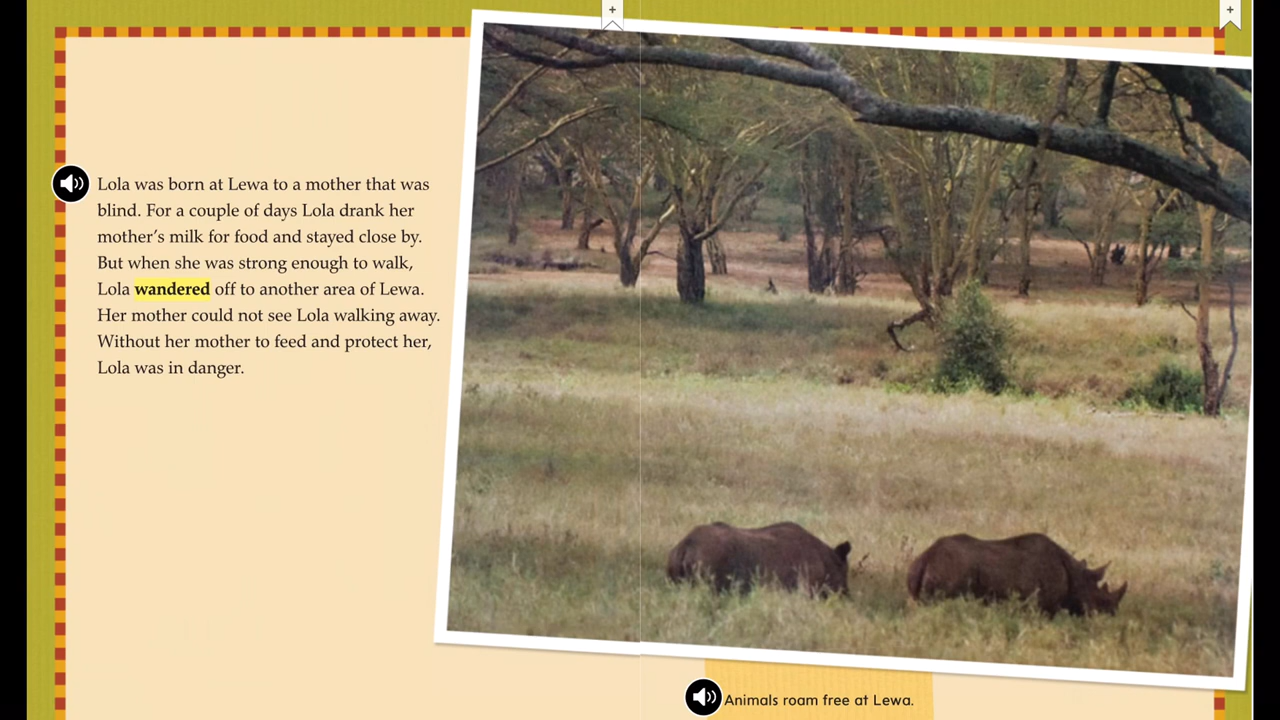 Lola was born at Lewa to a mother that was
blind. For a couple of days Lola drank her
mother’s milk for food and stayed close by.
But when she was strong enough to walk,
Lola wandered off to another area of Lewa.
Her mother could not see Lola walking away.
Without her mother to feed and protect her,
Lola was in danger.
Animals roam free at Lewa.